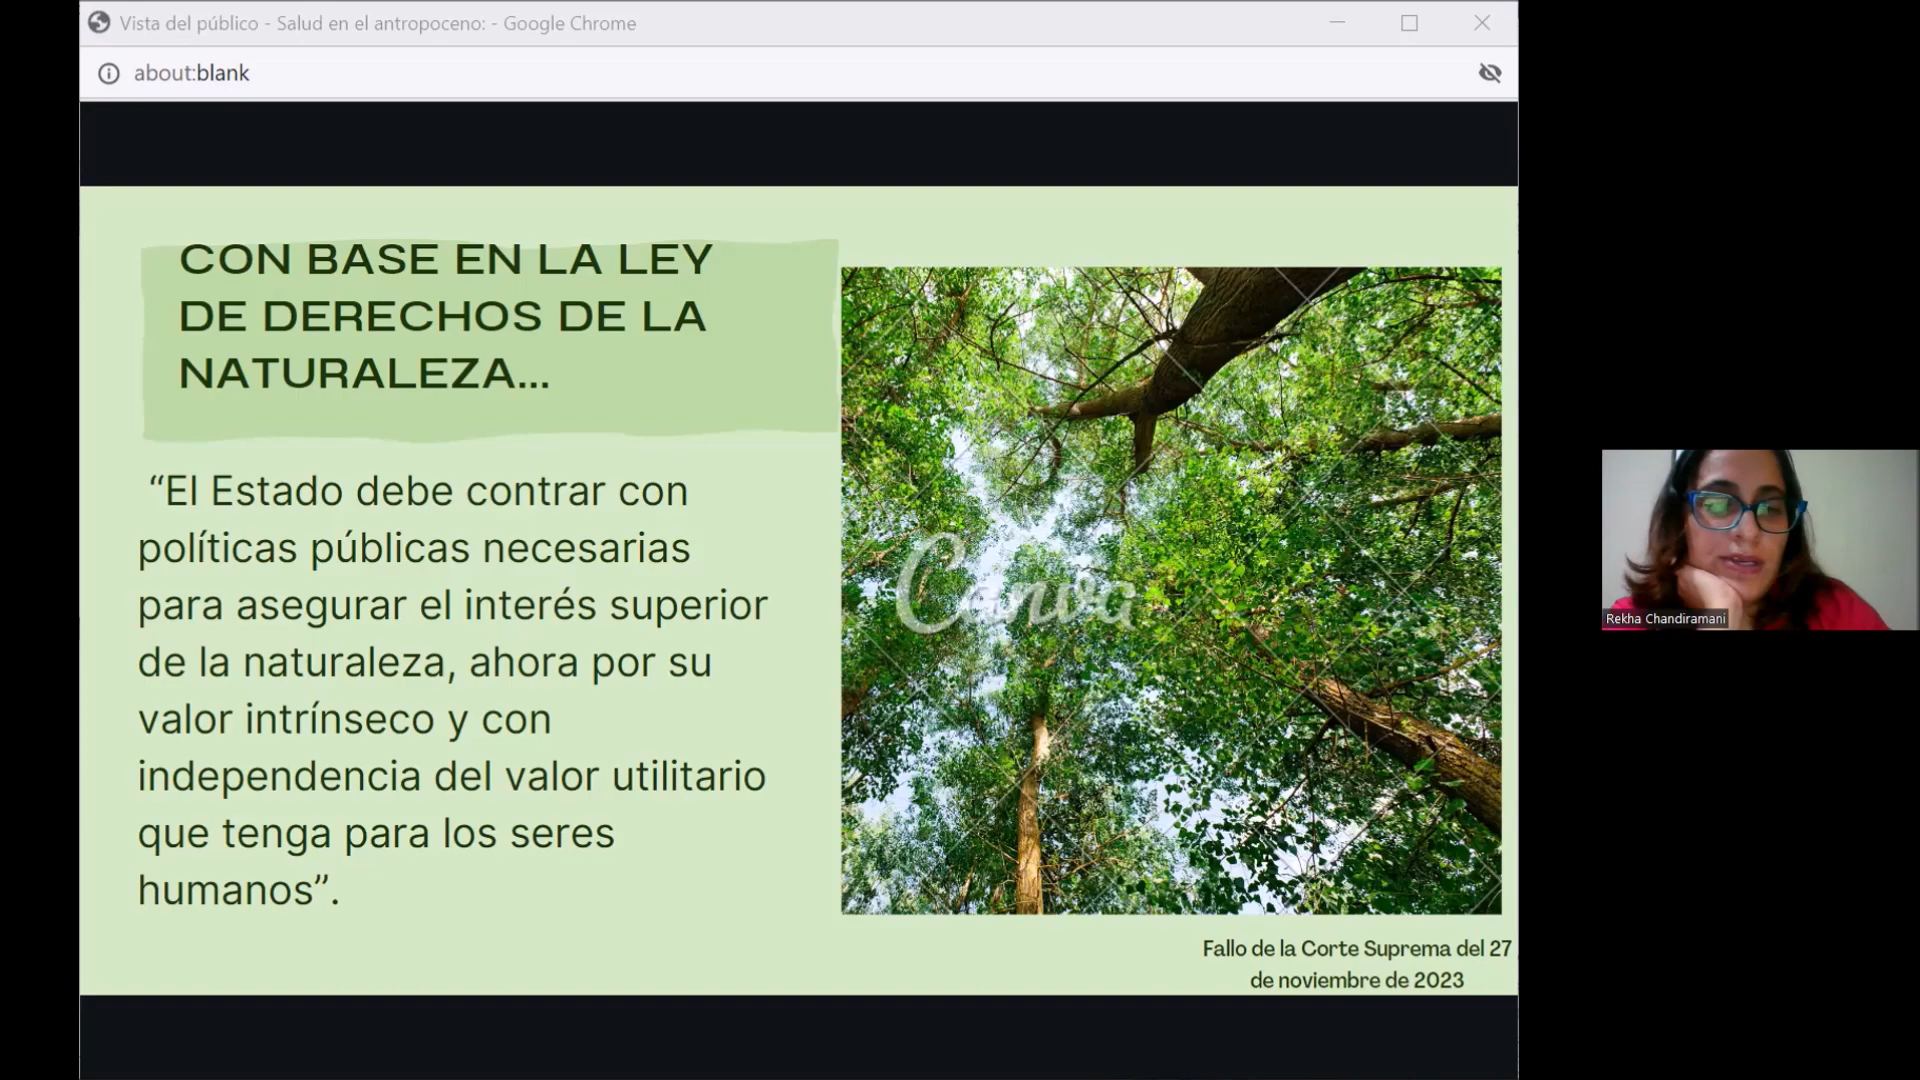 Vista del público - Salud en el antropoceno: - Google Chrome
about:blank
CON BASE EN LA LEY
DE DERECHOS DE LA
NATURALEZA...
“El Estado debe contrar con
políticas públicas necesarias
para asegurar el interés superior
de la naturaleza, ahora por su
valor intrínseco y con
independencia del valor utilitario
que tenga para los seres
humanos”.
Canva
Fallo de la Corte Suprema del 27
de noviembre de 2023
Rekha Chandiramani